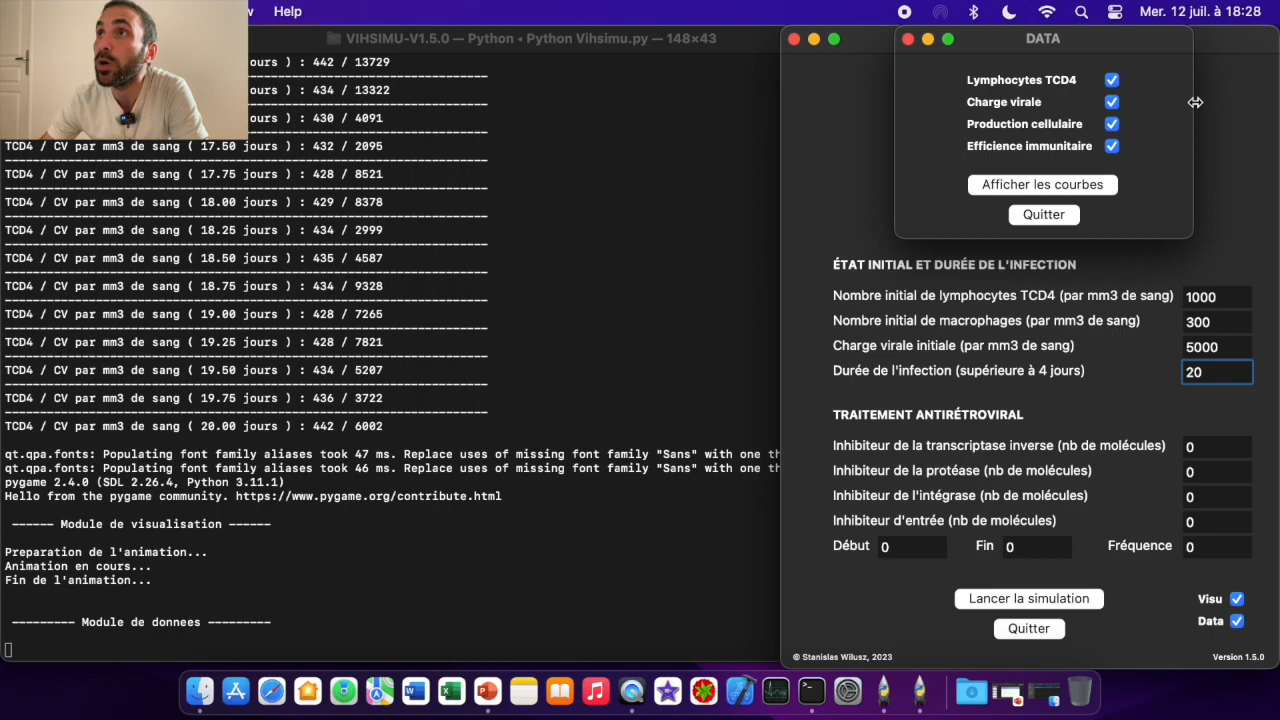 Help
Mer. 12 juil. à 18:28
VIHSIMU-V1.5.0 — Python ◂ Python Vihsimu.py — 148×43
ours ) : 442 / 13729
----------------------------------------------------------------------
ours ) : 434 / 13322
----------------------------------------------------------------------
ours ) : 430 / 4091
----------------------------------------------------------------------
TCD4 / CV par mm3 de sang ( 17.50 jours ) : 432 / 2095
----------------------------------------------------------------------
TCD4 / CV par mm3 de sang ( 17.75 jours ) : 428 / 8521
----------------------------------------------------------------------
TCD4 / CV par mm3 de sang ( 18.00 jours ) : 429 / 8378
----------------------------------------------------------------------
TCD4 / CV par mm3 de sang ( 18.25 jours ) : 434 / 2999
----------------------------------------------------------------------
TCD4 / CV par mm3 de sang ( 18.50 jours ) : 435 / 4587
----------------------------------------------------------------------
TCD4 / CV par mm3 de sang ( 18.75 jours ) : 434 / 9328
----------------------------------------------------------------------
TCD4 / CV par mm3 de sang ( 19.00 jours ) : 428 / 7265
----------------------------------------------------------------------
TCD4 / CV par mm3 de sang ( 19.25 jours ) : 428 / 7821
----------------------------------------------------------------------
TCD4 / CV par mm3 de sang ( 19.50 jours ) : 434 / 5207
----------------------------------------------------------------------
TCD4 / CV par mm3 de sang ( 19.75 jours ) : 436 / 3722
----------------------------------------------------------------------
TCD4 / CV par mm3 de sang ( 20.00 jours ) : 442 / 6002
qt.qpa.fonts: Populating font family aliases took 47 ms. Replace uses of missing font family "Sans" with one th
qt.qpa.fonts: Populating font family aliases took 46 ms. Replace uses of missing font family "Sans" with one th
pygame 2.4.0 (SDL 2.26.4, Python 3.11.1)
Hello from the pygame community. https://www.pygame.org/contribute.html
------ Module de visualisation ------
Preparation de l'animation...
Animation en cours...
Fin de l'animation...
--------- Module de donnees ---------
DATA
Lymphocytes TCD4
Charge virale
Production cellulaire
Efficience immunitaire
Afficher les courbes
Quitter
ÉTAT INITIAL ET DURÉE DE L'INFECTION
Nombre initial de lymphocytes TCD4 (par mm3 de sang) 1000
Nombre initial de macrophages (par mm3 de sang) 300
Charge virale initiale (par mm3 de sang) 5000
Durée de l'infection (supérieure à 4 jours) 20
TRAITEMENT ANTIRÉTROVIRAL
Inhibiteur de la transcriptase inverse (nb de molécules) 0
Inhibiteur de la protéase (nb de molécules) 0
Inhibiteur de l'intégrase (nb de molécules) 0
Inhibiteur d'entrée (nb de molécules) 0
Début 0 Fin 0 Fréquence 0
Lancer la simulation Visu
Data
Quitter
© Stanislas Wilusz, 2023 Version 1.5.0